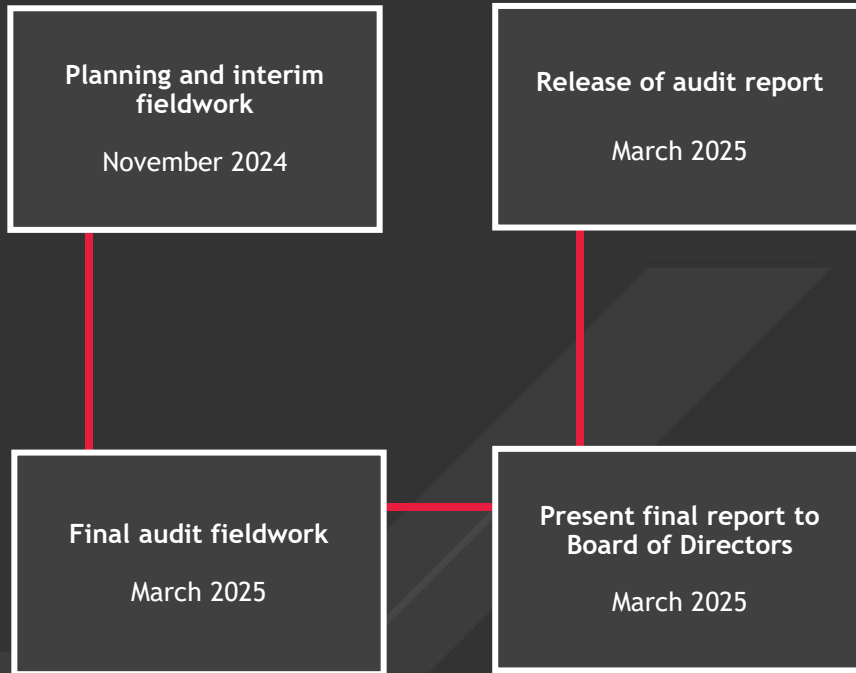 Planning and interim
fieldwork
November 2024
Final audit fieldwork
March 2025
Present final report to
Board of Directors
March 2025
Release of audit report
March 2025